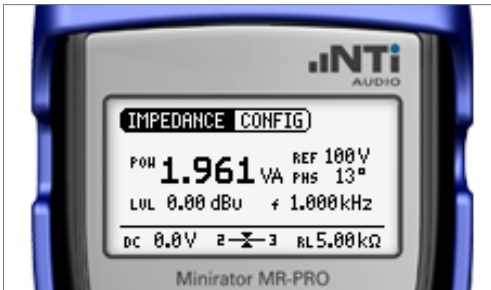 NTi
AUDIO
IMPEDANCE CONFIG
POW 1.961 VA REF 100V
PHS 13°
LVL 0.00 dBu f 1.000kHz
DC 0.0V 2 3 RL 5.00kΩ
Minirator MR-PRO